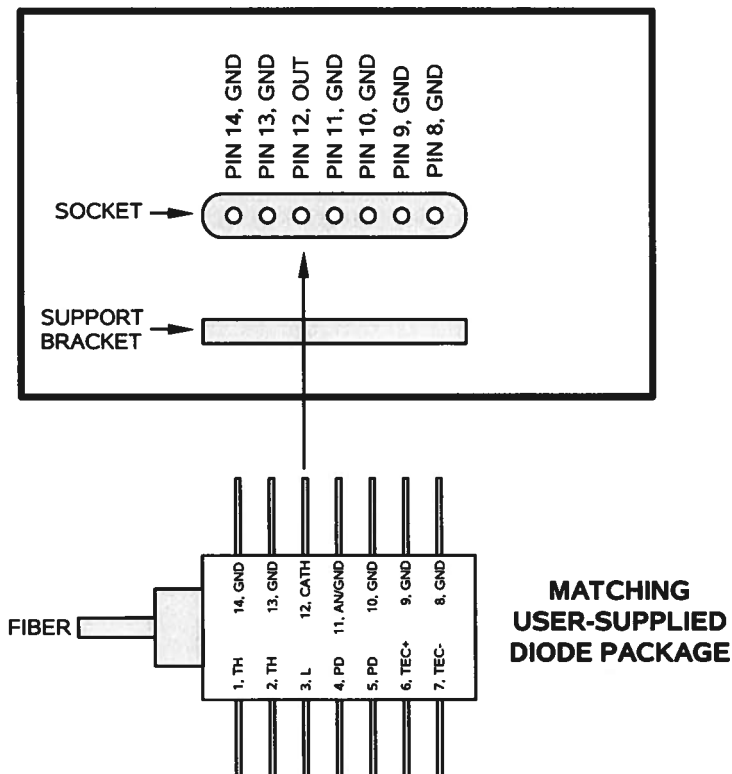 PIN 14, GND
PIN 13, GND
PIN 12, OUT
PIN 11, GND
PIN 10, GND
PIN 9, GND
PIN 8, GND
SOCKET
SUPPORT
BRACKET
14, GND
13, GND
12, CATH
11, AN/GND
10, GND
9, GND
8, GND
FIBER
1, TH
2, TH
3, L
4, PD
5, PD
6, TEC+
7, TEC-
MATCHING
USER-SUPPLIED
DIODE PACKAGE